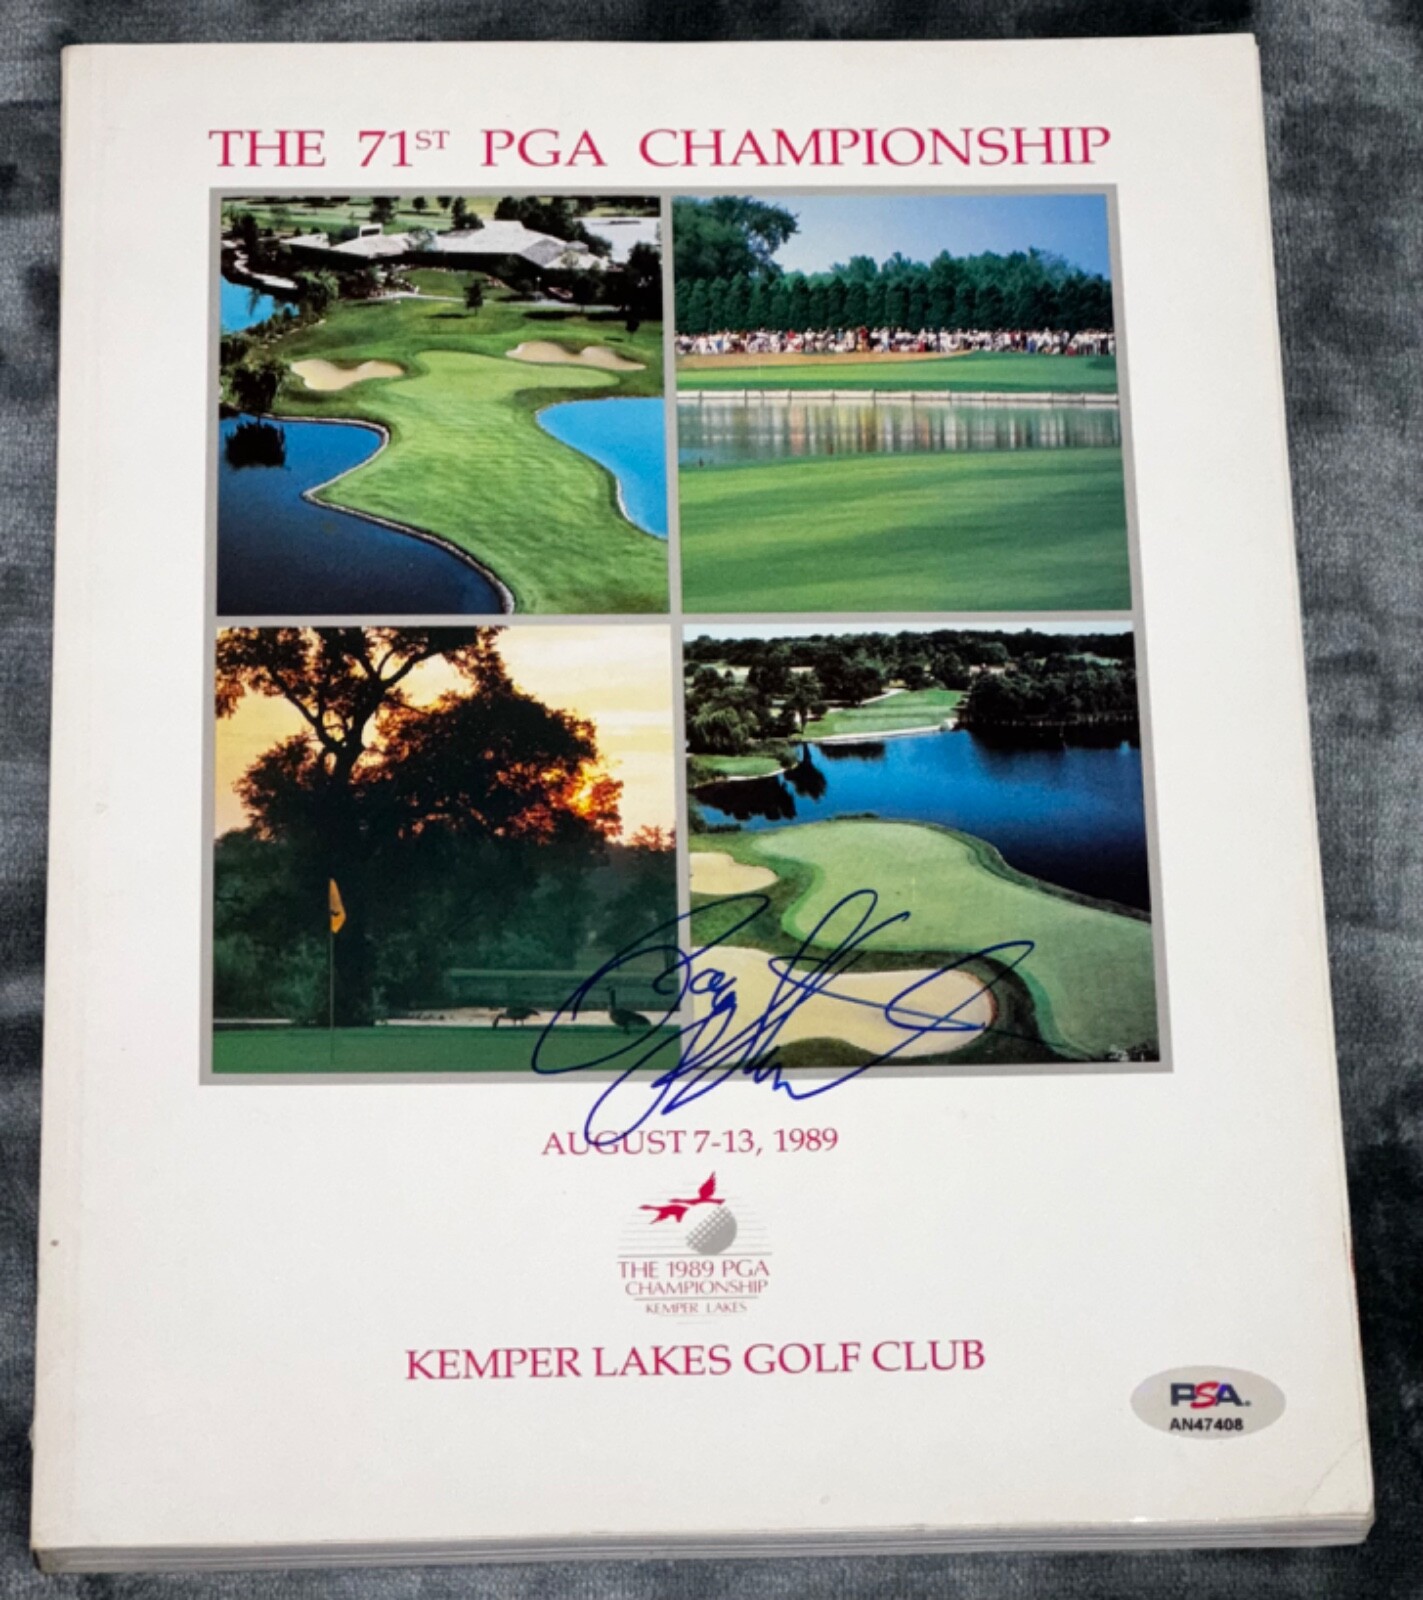 THE 71ST PGA CHAMPIONSHIP
AUGUST 7-13, 1989
THE 1989 PGA
CHAMPIONSHIP
KEMPER LAKES
KEMPER LAKES GOLF CLUB
PSA
AN47408